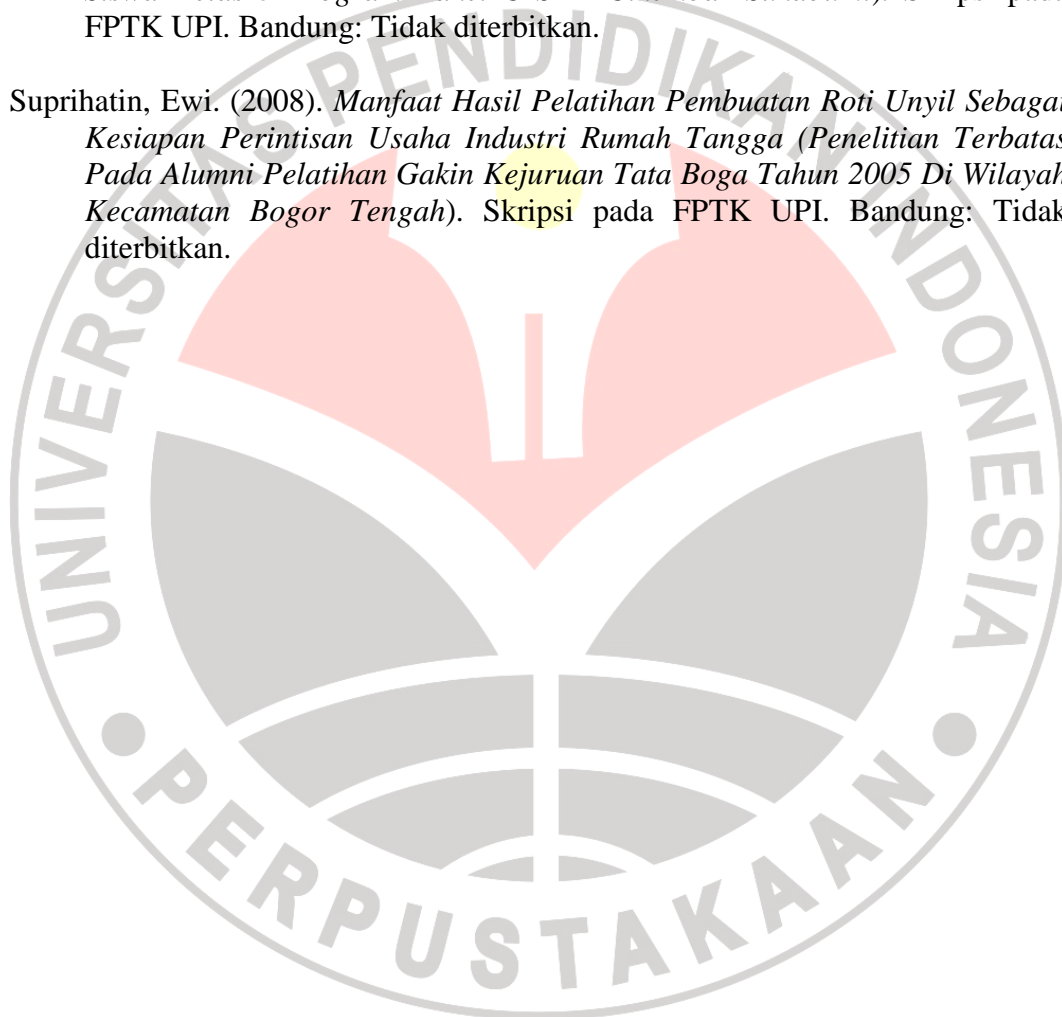 FPTK UPI. Bandung: Tidak diterbitkan.
Suprihatin, Ewi. (2008). Manfaat Hasil Pelatihan Pembuatan Roti Unyil Sebagai
Kesiapan Perintisan Usaha Industri Rumah Tangga (Penelitian Terbatas
Pada Alumni Pelatihan Gakin Kejuruan Tata Boga Tahun 2005 Di Wilayah
Kecamatan Bogor Tengah). Skripsi pada FPTK UPI. Bandung: Tidak
diterbitkan.
UNIVERSITAS PENDIDIKAN INDONESIA
PERPUSTAKAAN